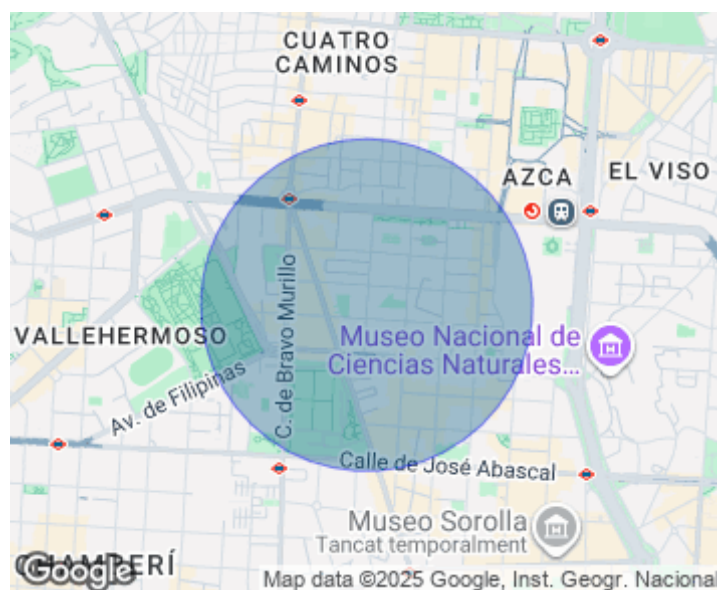 CUATRO
CAMINOS
AZCA
EL VISO
C. de Bravo Murillo
VALLEHERMOSO
Museo Nacional de
Ciencias Naturales...
Av. de Filipinas
Calle de José Abascal
Museo Sorolla
Tancat temporalment
CHAMBERÍ
Google
Map data ©2025 Google, Inst. Geogr. Nacional